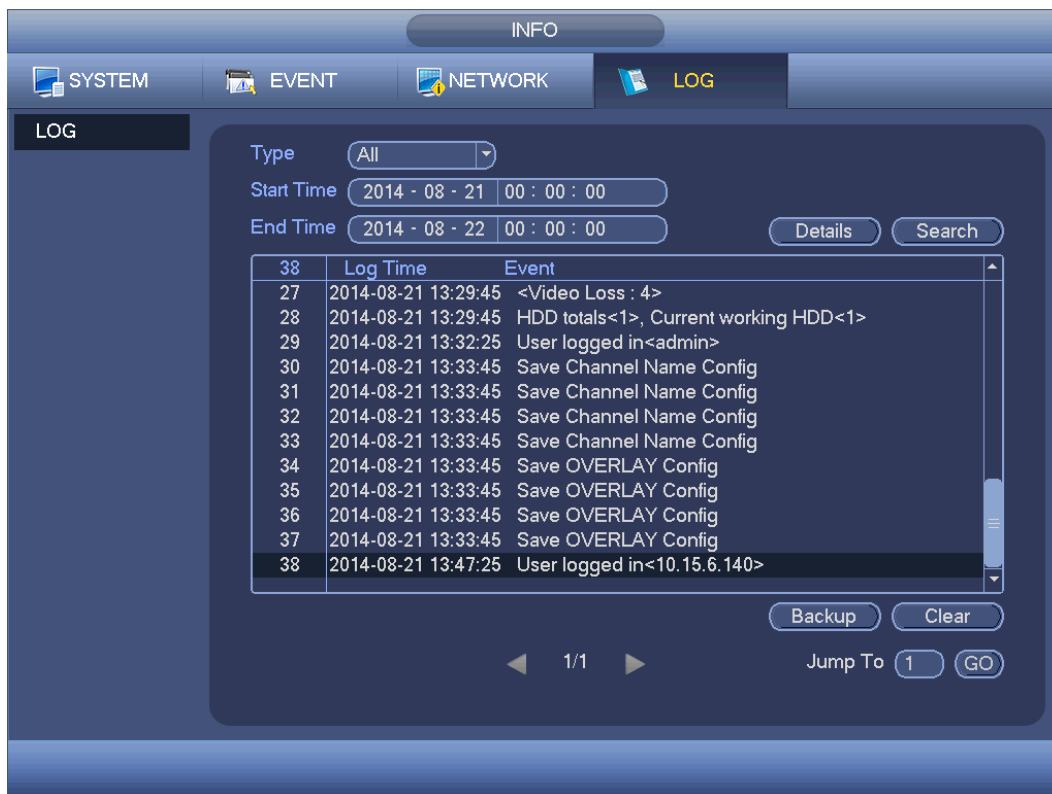 INFO
SYSTEM EVENT NETWORK LOG
LOG
Type All
Start Time 2014 - 08 - 21 00 : 00 : 00
End Time 2014 - 08 - 22 00 : 00 : 00 Details Search
38 Log Time Event
27 2014-08-21 13:29:45 <Video Loss : 4>
28 2014-08-21 13:29:45 HDD totals<1>, Current working HDD<1>
29 2014-08-21 13:32:25 User logged in<admin>
30 2014-08-21 13:33:45 Save Channel Name Config
31 2014-08-21 13:33:45 Save Channel Name Config
32 2014-08-21 13:33:45 Save Channel Name Config
33 2014-08-21 13:33:45 Save Channel Name Config
34 2014-08-21 13:33:45 Save OVERLAY Config
35 2014-08-21 13:33:45 Save OVERLAY Config
36 2014-08-21 13:33:45 Save OVERLAY Config
37 2014-08-21 13:33:45 Save OVERLAY Config
38 2014-08-21 13:47:25 User logged in<10.15.6.140>
Backup Clear
1/1 Jump To 1 GO